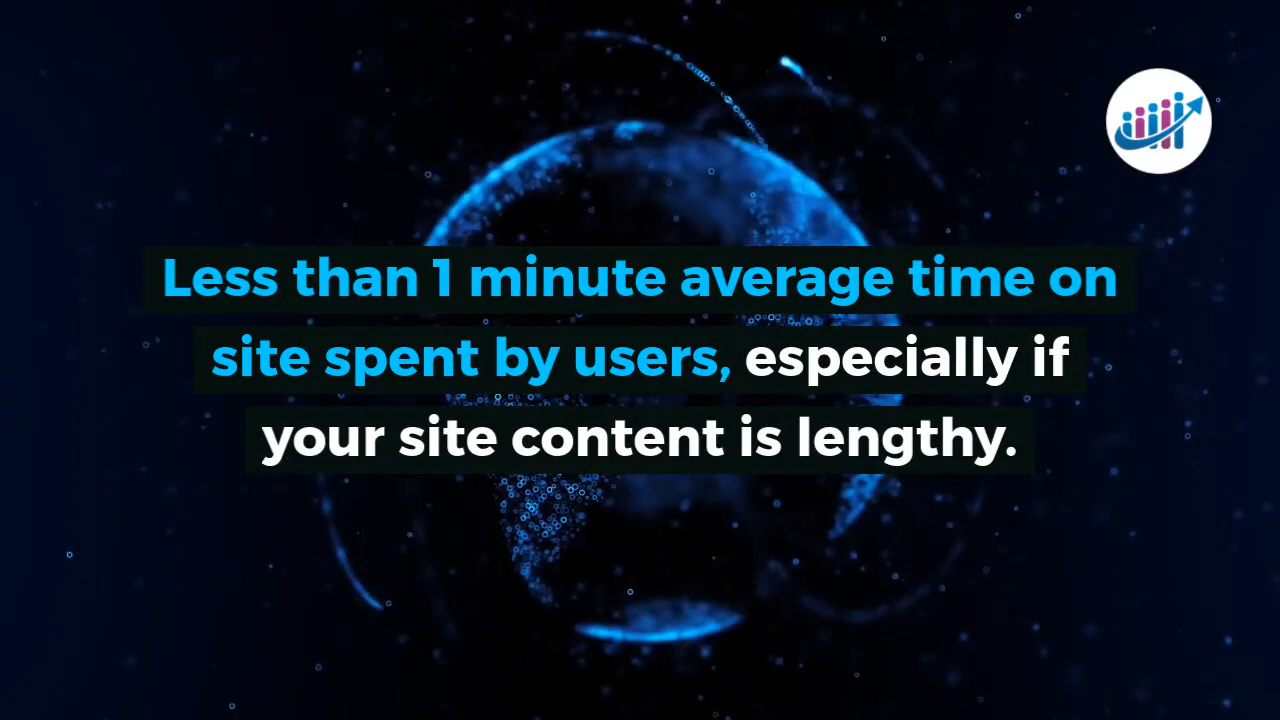 Less than 1 minute average time on
site spent by users, especially if
your site content is lengthy.